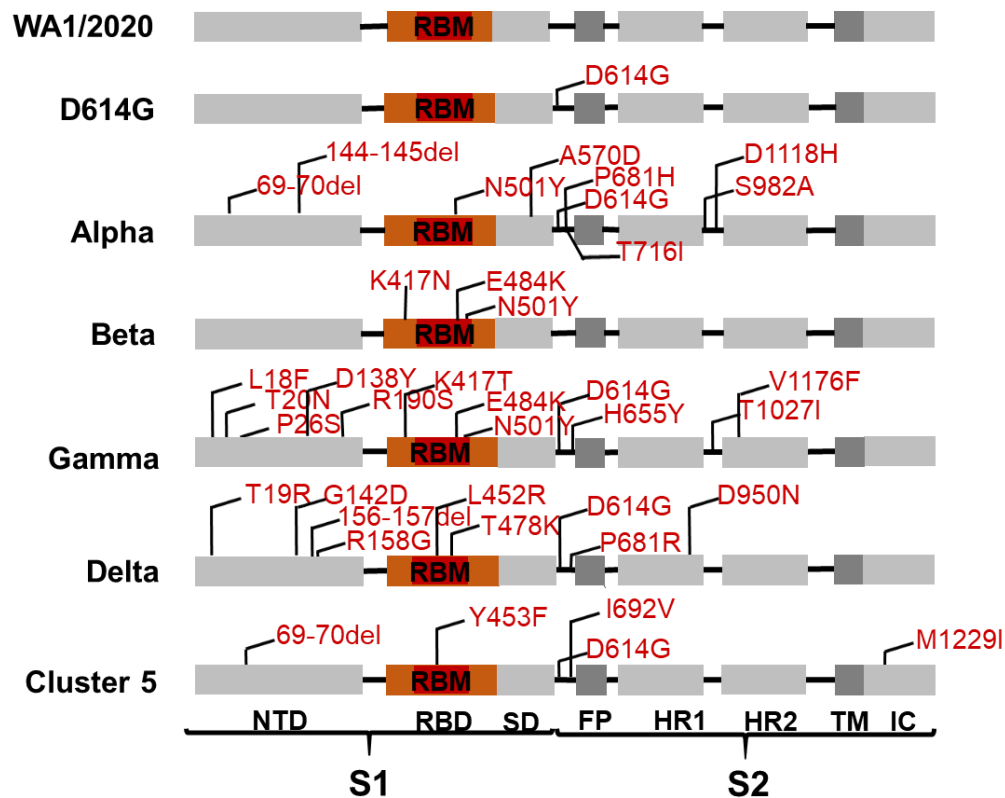 WA1/2020
RBM
D614G
D614G
RBM
Alpha
69-70del
144-145del
N501Y
A570D
P681H
D614G
T716I
D1118H
S982A
RBM
Beta
K417N
E484K
N501Y
RBM
Gamma
L18F
T20N
P26S
D138Y
R190S
K417T
E484K
N501Y
D614G
H655Y
V1176F
T1027I
RBM
Delta
T19R
G142D
156-157del
R158G
L452R
T478K
D614G
P681R
D950N
RBM
Cluster 5
69-70del
Y453F
I692V
D614G
M1229I
RBM
NTD RBD SD FP HR1 HR2 TM IC
S1 S2